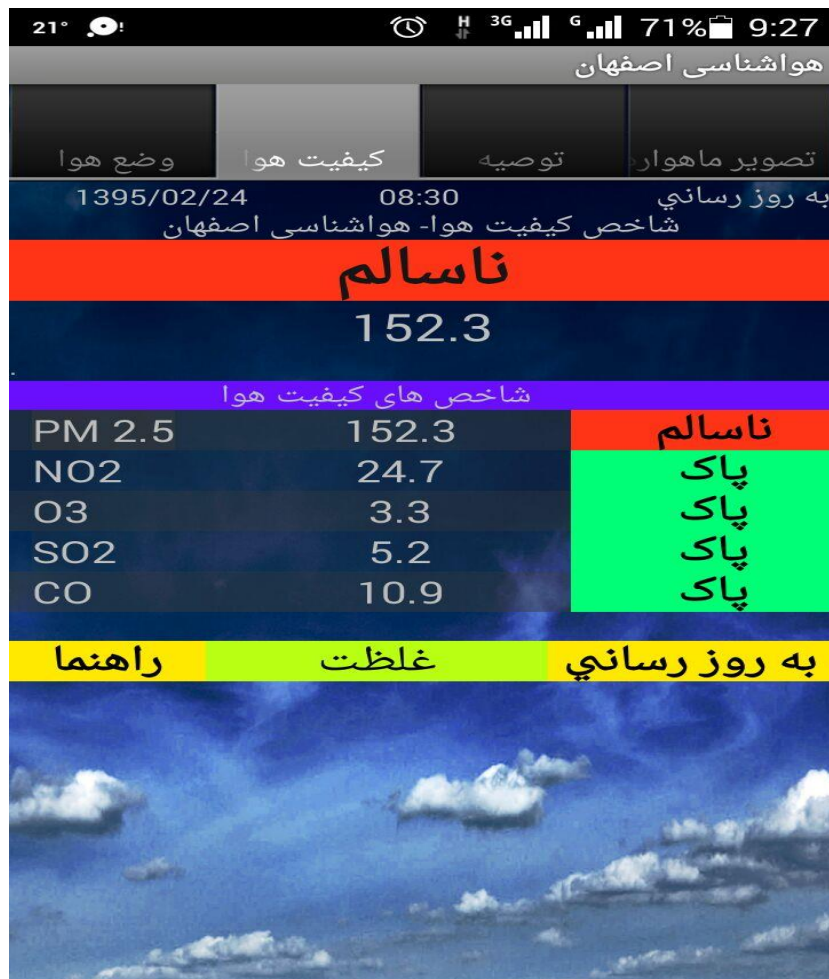 21° 3G G 71% 9:27
هواشناسی اصفهان
تصویر ماهواره توصیه کیفیت هوا وضع هوا
به روز رساني 08:30 1395/02/24
شاخص کیفیت هوا- هواشناسی اصفهان
ناسالم
152.3
شاخص های کیفیت هوا
PM 2.5 152.3 ناسالم
NO2 24.7 پاک
O3 3.3 پاک
SO2 5.2 پاک
CO 10.9 پاک
به روز رساني غلظت راهنما